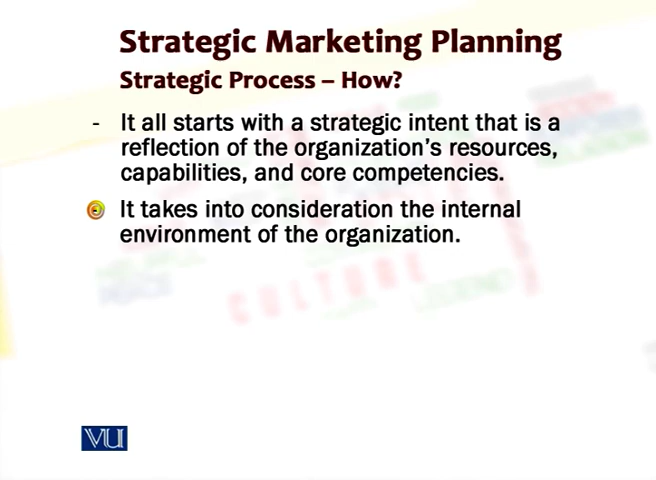 Strategic Marketing Planning
Strategic Process – How?
- It all starts with a strategic intent that is a
reflection of the organization's resources,
capabilities, and core competencies.
It takes into consideration the internal
environment of the organization.
CULTURE
VU